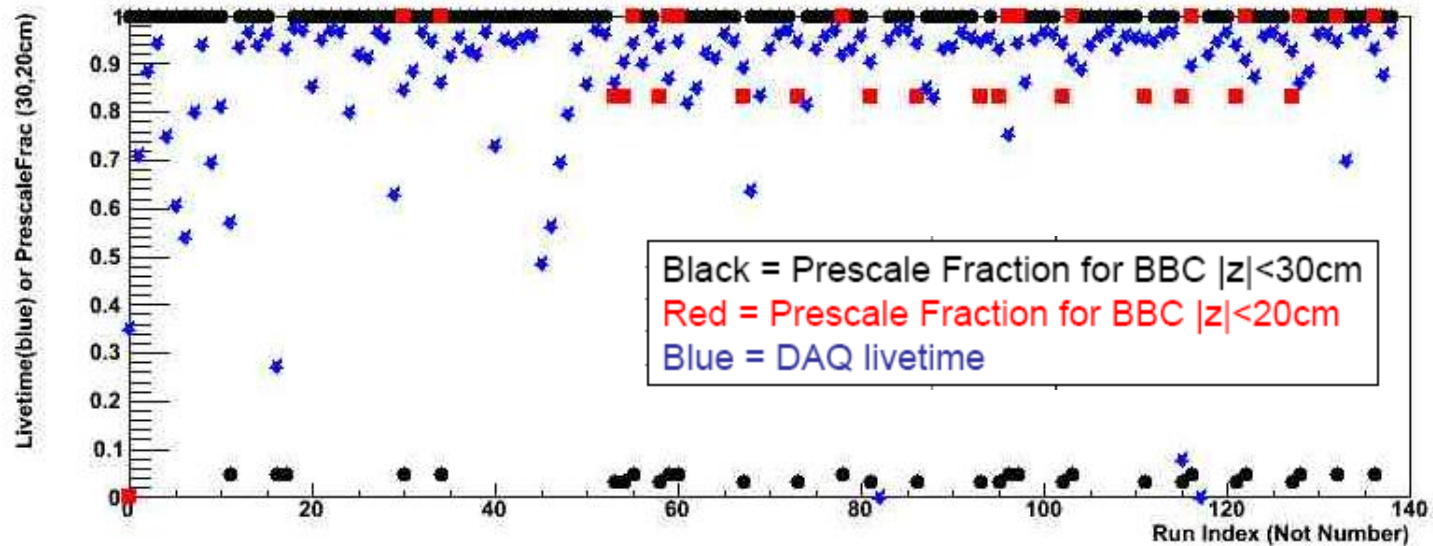 Livetime(blue) or PrescaleFrac (30,20cm)
1
0.9
0.8
0.7
0.6
0.5
0.4
0.3
0.2
0.1
0
Black = Prescale Fraction for BBC |z|<30cm
Red = Prescale Fraction for BBC |z|<20cm
Blue = DAQ livetime
0 20 40 60 80 100 120 140
Run Index (Not Number)